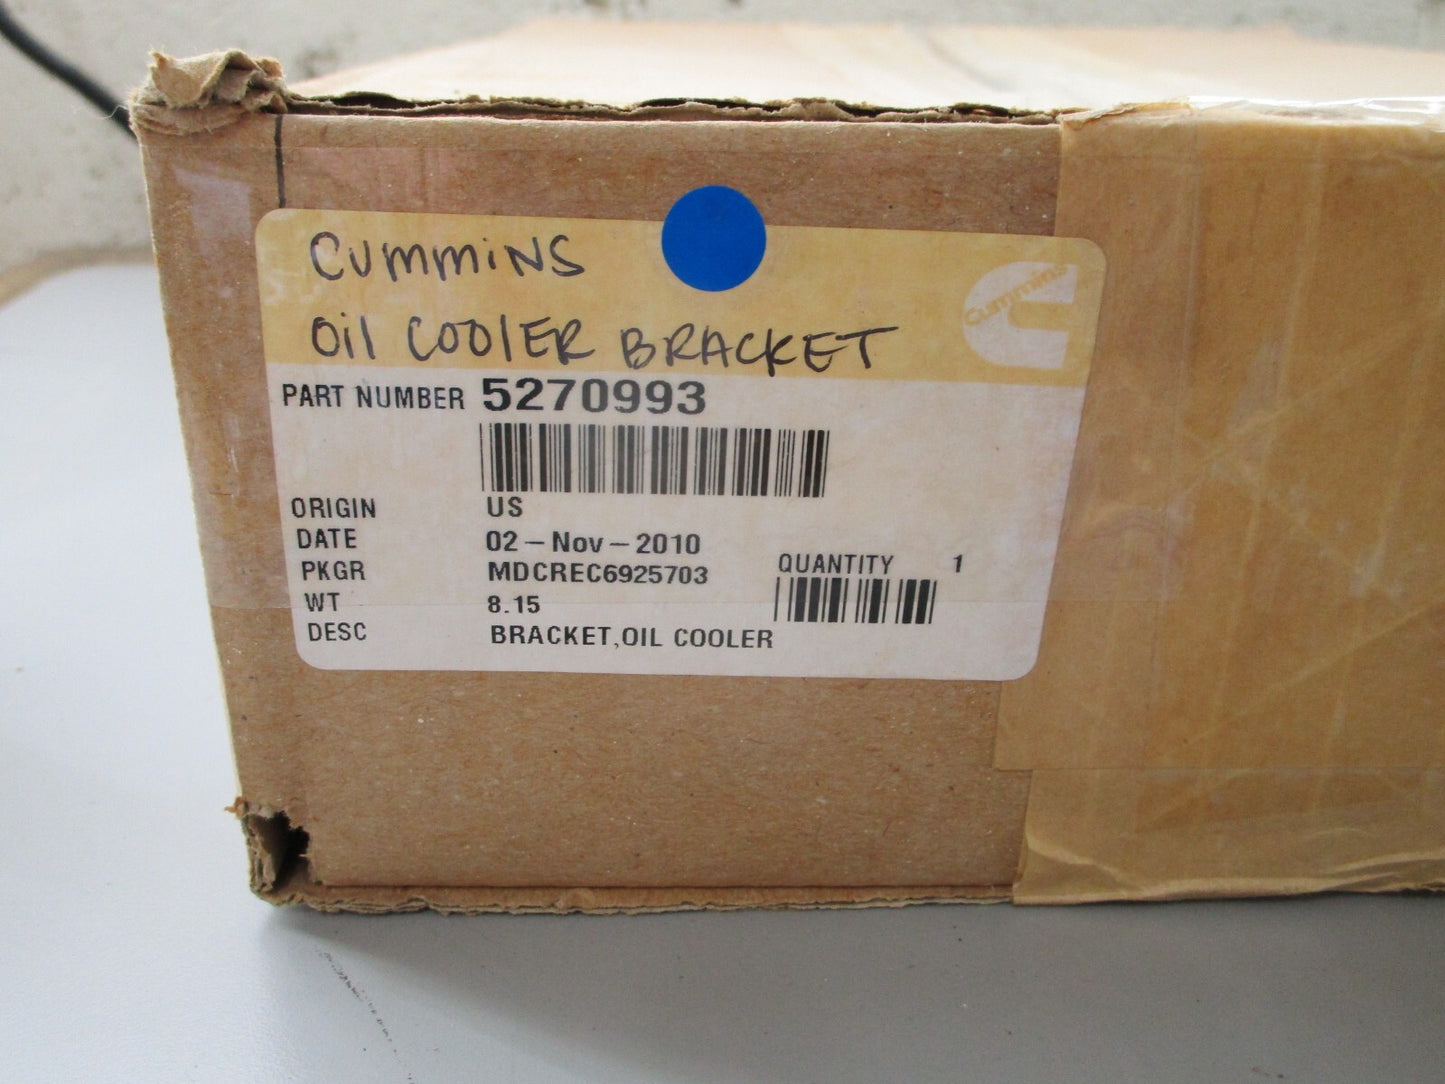 Cummins
Oil Cooler Bracket
Cummins
PART NUMBER 5270993
ORIGIN US
DATE 02-Nov-2010
PKGR MDCREC6925703
QUANTITY 1
WT 8.15
DESC BRACKET,OIL COOLER